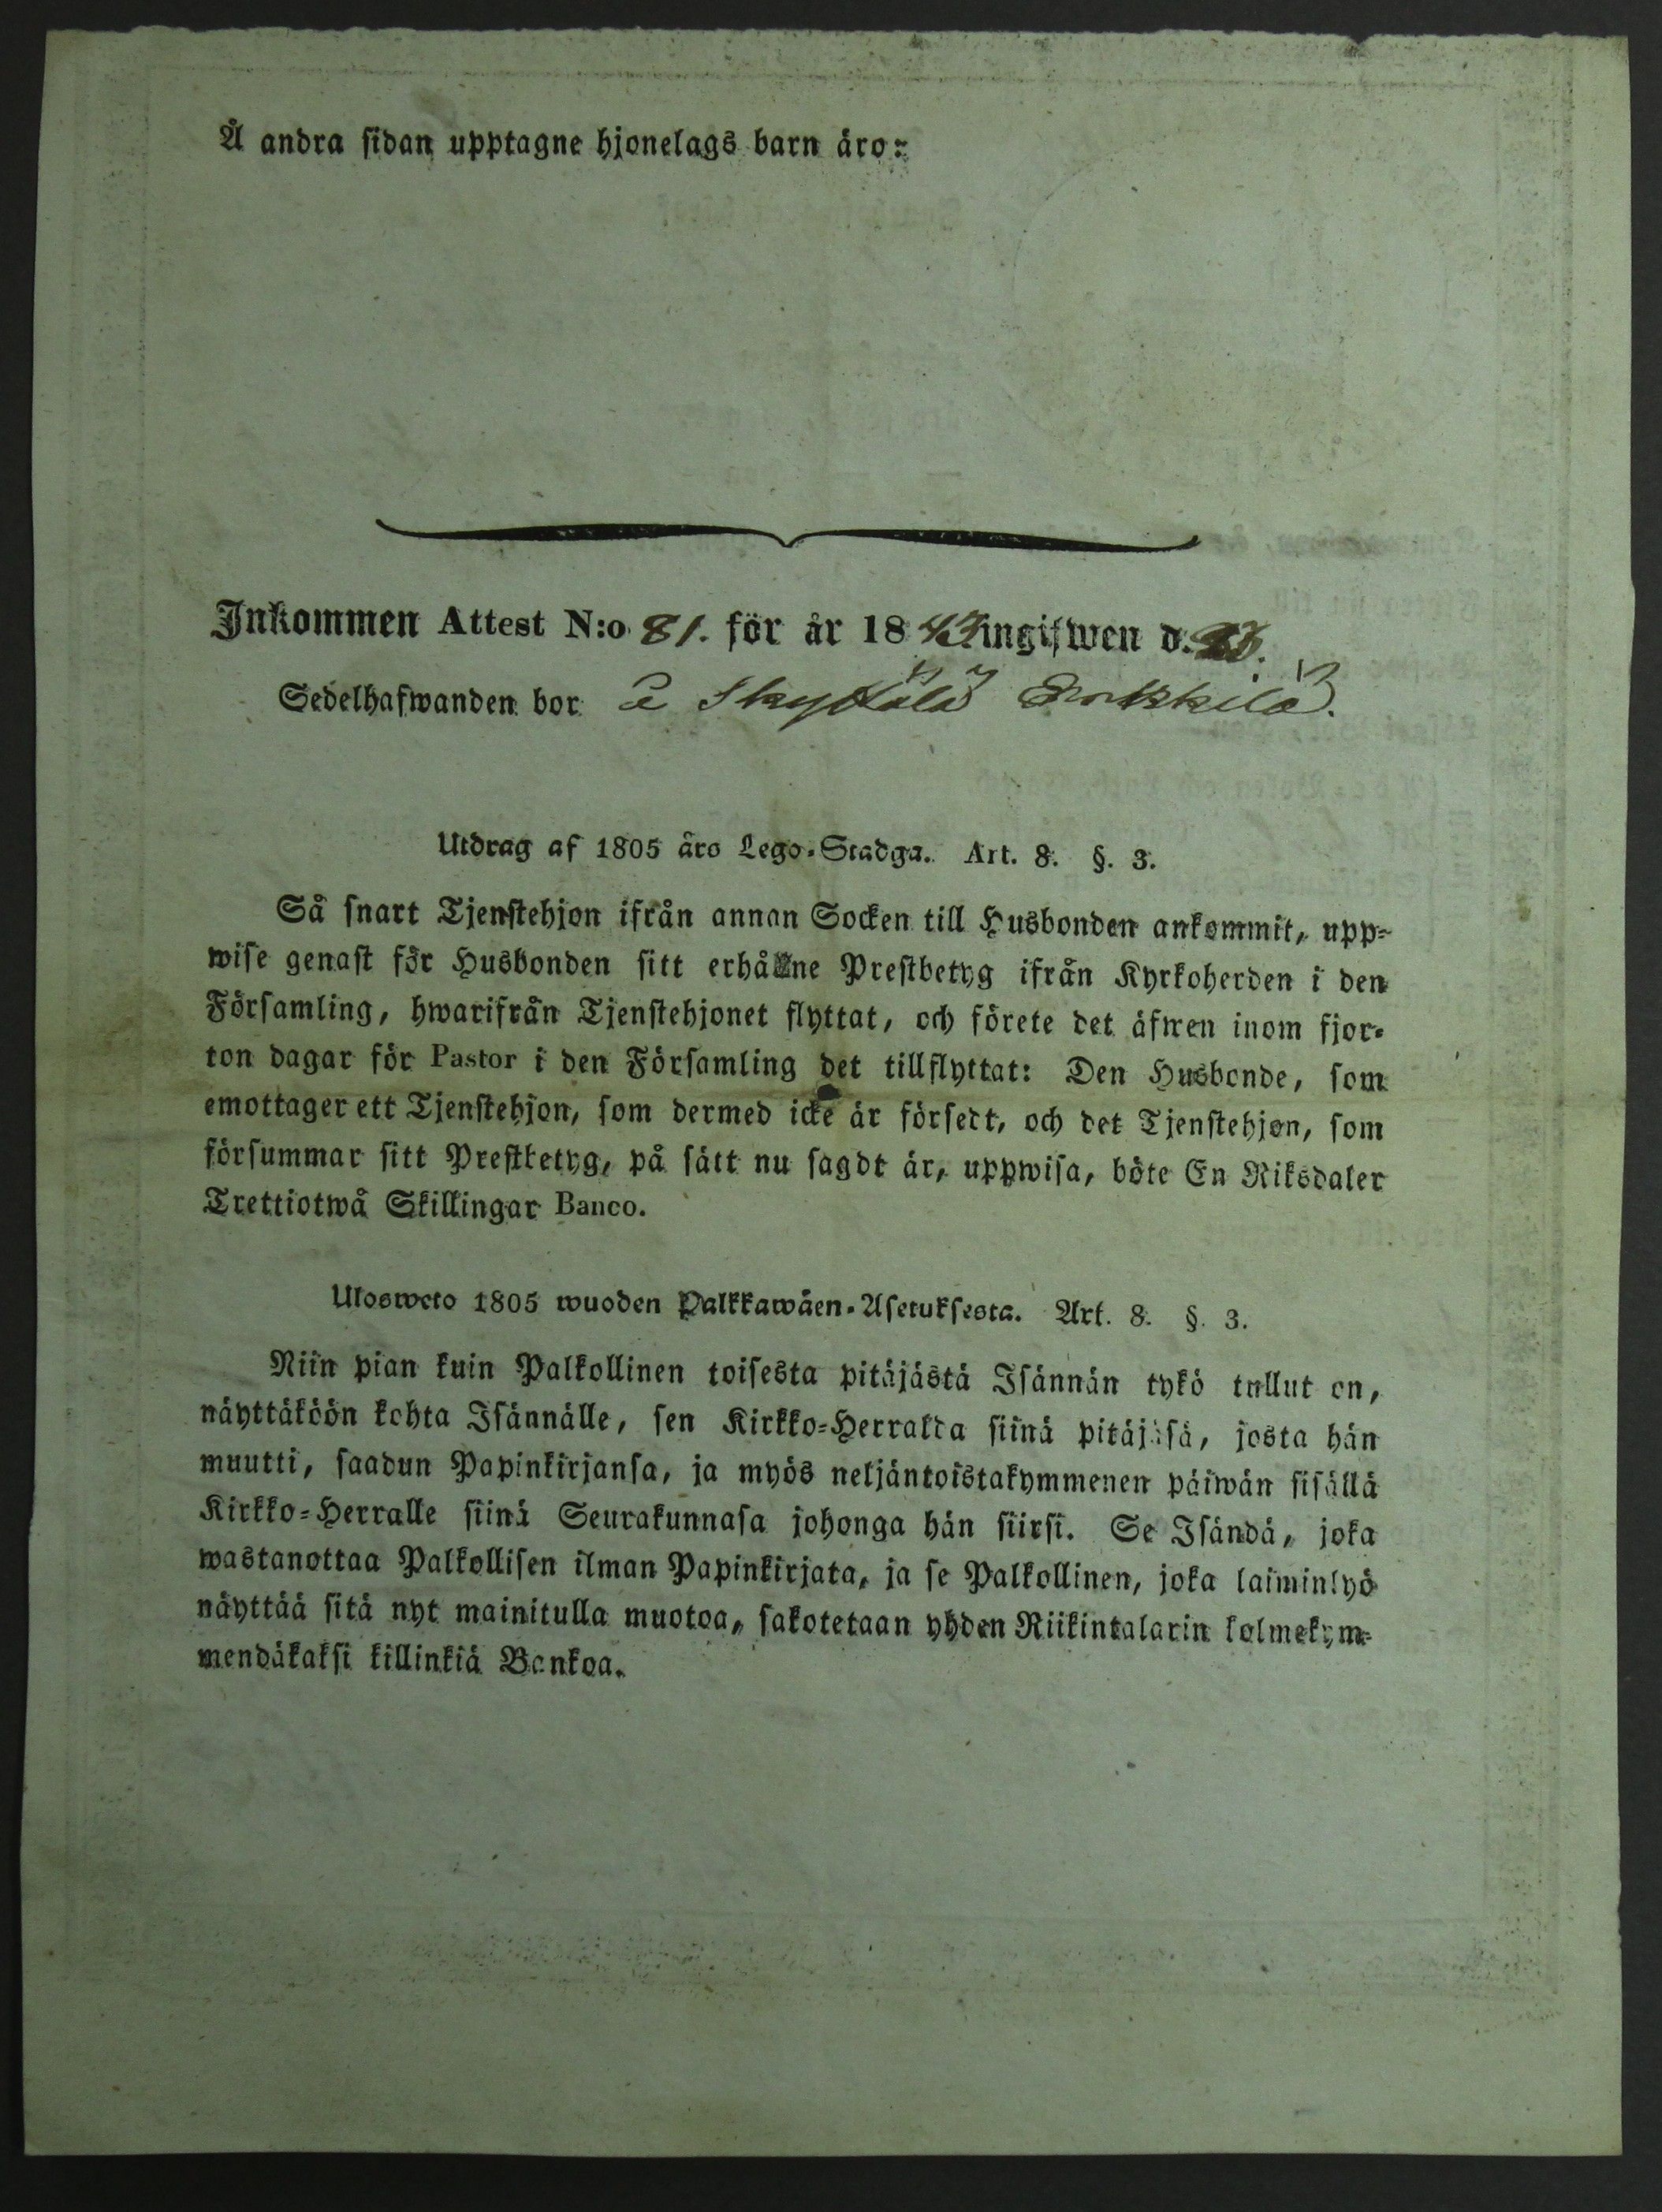 Å andra sidan upptagne hjonelags barn äro:
Inkommen Attest N:o 81. för år 1843 ingifwen d.
Sedelhafwanden bor å Skyttälä
Utdrag af 1805 års Lego-Stadga. Art. 8. §. 3.
Så snart Tjenstehjon ifrån annan Socken till Husbonden ankommit, upp-
wise genast för Husbonden sitt erhållne Prestbetyg ifrån Kyrkoherden i den
Församling, hwarifrån Tjenstehjonet flyttat, och förete det äfwen inom fjor-
ton dagar för Pastor i den Församling det tillflyttat: Den Husbonde, som
emottager ett Tjenstehjon, som dermed icke är försedt, och det Tjenstehjon, som
försummar sitt Prestbetyg, på sätt nu sagdt är, uppwisa, böte En Riksdaler
Trettiotwå Skillingar Banco.
Ulosweto 1805 wuoden Palkkawäen-Asetuksesta. Art. 8. §. 3.
Niin pian kuin Palkollinen toisesta pitäjästä Isännän tykö tullut on,
näyttäköön kohta Isännälle, sen Kirkko-Herralda siinä pitäjäsä, josta hän
muutti, saadun Papinkirjansa, ja myös neljäntoistakymmenen päiwän sisällä
Kirkko-Herralle siinä Seurakunnasa johonga hän siirsi. Se Isändä, joka
wastanottaa Palkollisen ilman Papinkirjata, ja se Palkollinen, joka laiminlyö
näyttää sitä nyt mainitulla muotoa, sakotetaan yhden Riikintalarin kolmekym-
mendäkaksi killinkiä Bankoa.